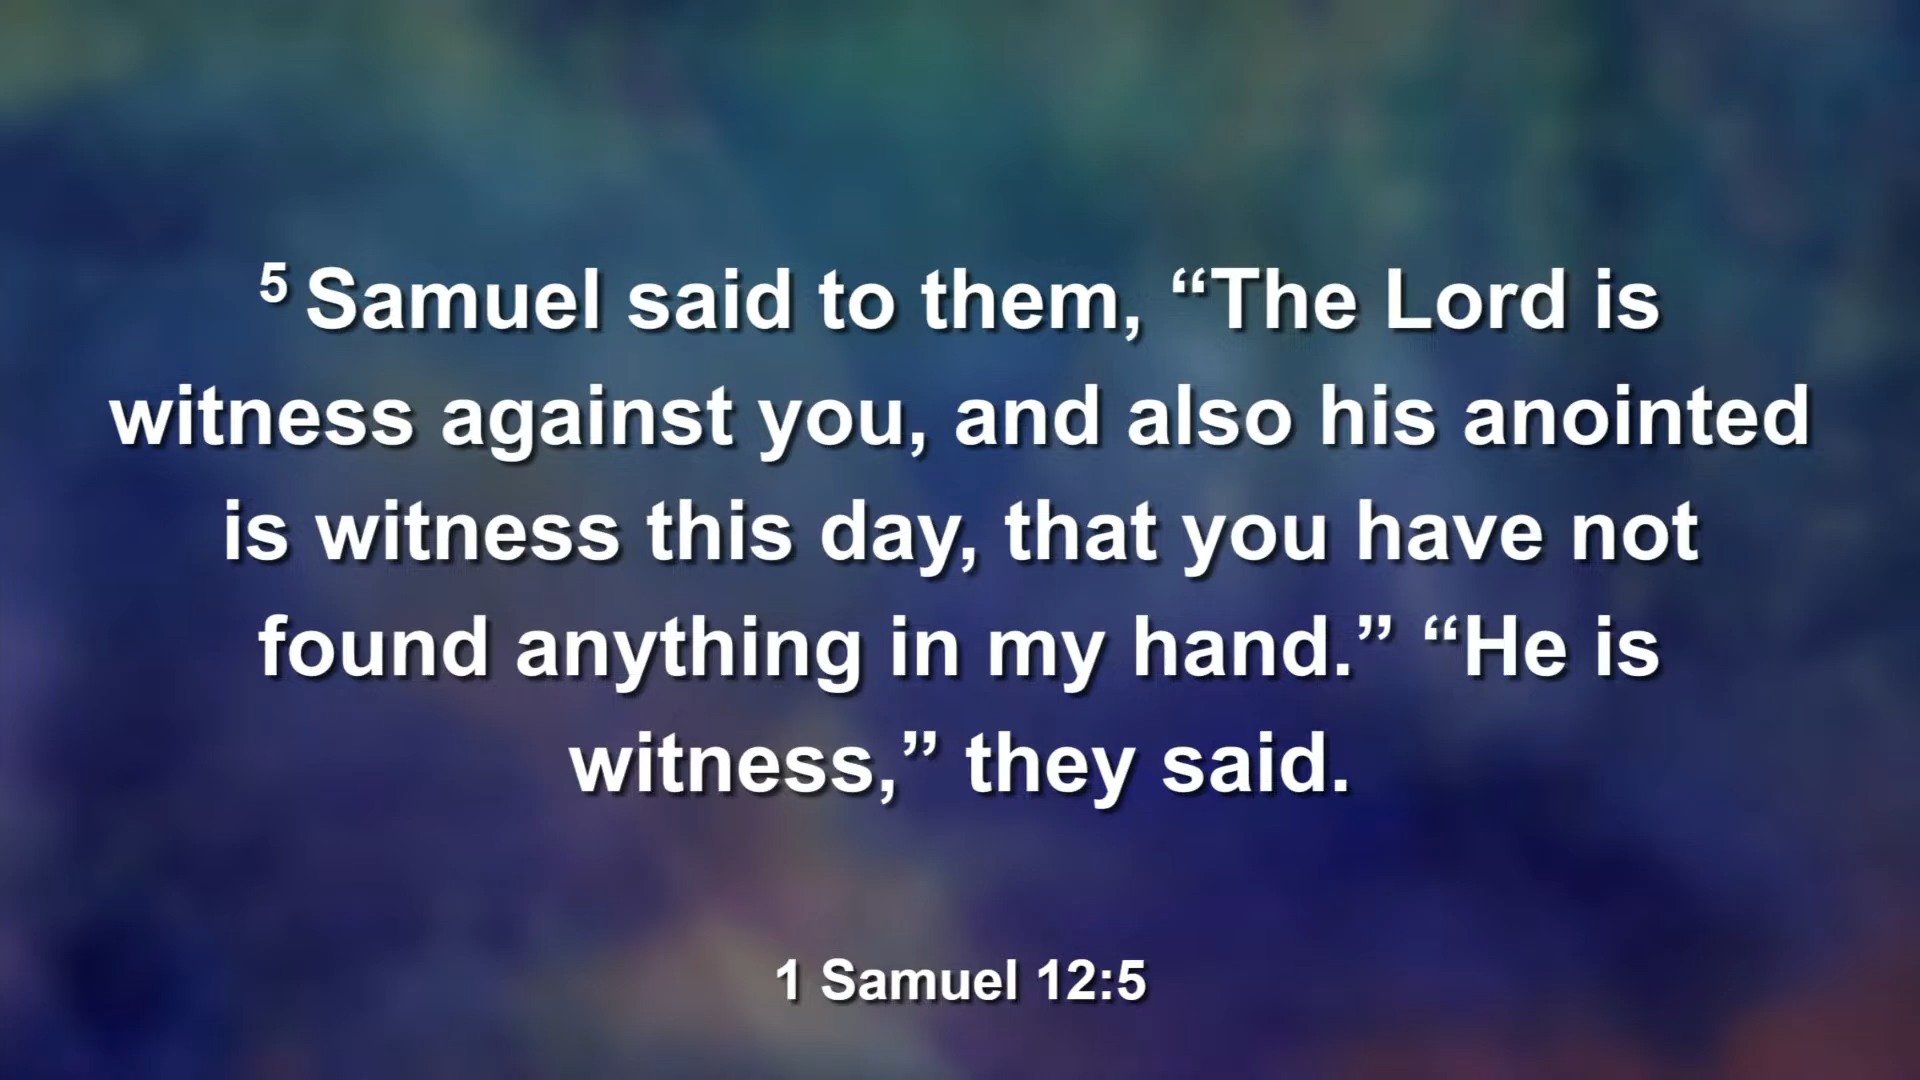 5 Samuel said to them, “The Lord is
witness against you, and also his anointed
is witness this day, that you have not
found anything in my hand.” “He is
witness,” they said.
1 Samuel 12:5